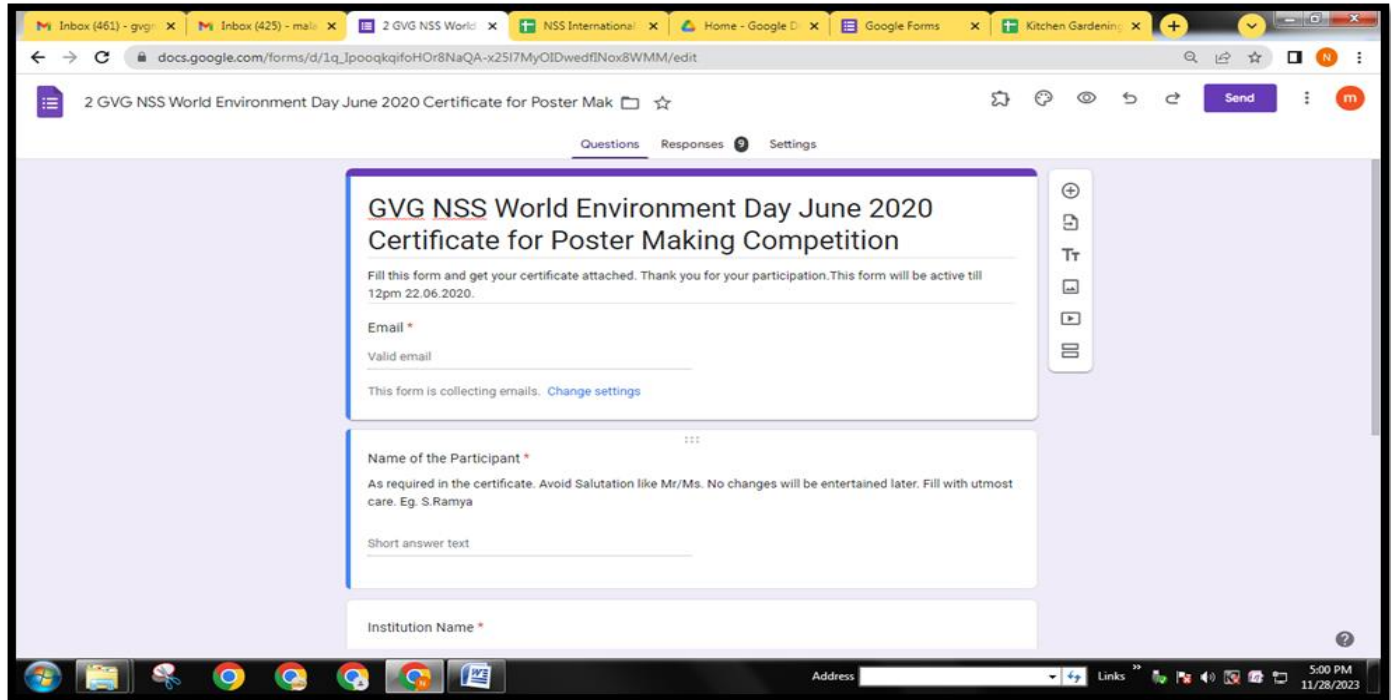 Inbox (461) - gvg
Inbox (425) - mala
2 GVG NSS World
NSS International
Home - Google D
Google Forms
Kitchen Gardening
docs.google.com/forms/d/1q_IpooqkqifoHOr8NaQA-x25I7MyOIDwedfINox8WMM/edit
N
2 GVG NSS World Environment Day June 2020 Certificate for Poster Mak
Send
m
Questions Responses 9 Settings
GVG NSS World Environment Day June 2020
Certificate for Poster Making Competition
Fill this form and get your certificate attached. Thank you for your participation.This form will be active till
12pm 22.06.2020.
Email *
Valid email
This form is collecting emails. Change settings
Name of the Participant *
As required in the certificate. Avoid Salutation like Mr/Ms. No changes will be entertained later. Fill with utmost
care. Eg. S.Ramya
Short answer text
Institution Name *
Tт
Address
Links
5:00 PM
11/28/2023